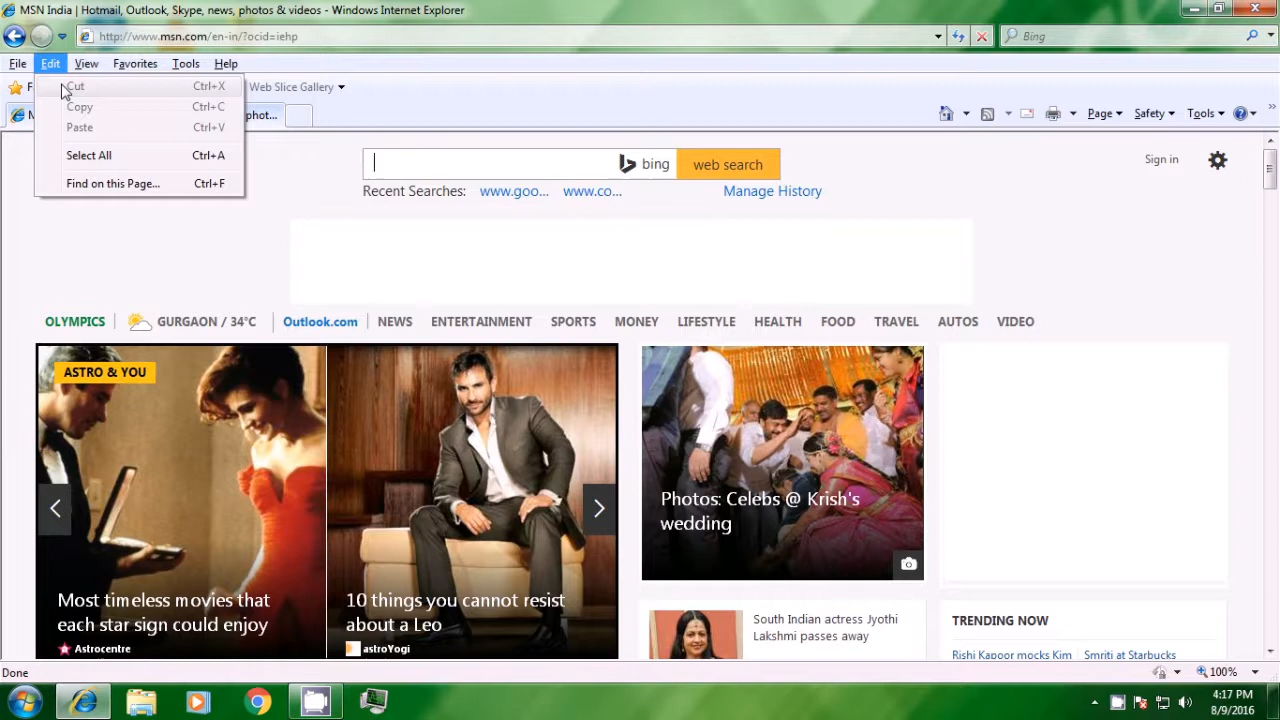 MSN India | Hotmail, Outlook, Skype, news, photos & videos - Windows Internet Explorer
http://www.msn.com/en-in/?ocid=iehp
Bing
File Edit View Favorites Tools Help
Cut Ctrl+X
Copy Ctrl+C
Paste Ctrl+V
Select All Ctrl+A
Find on this Page... Ctrl+F
Web Slice Gallery
phot...
Page Safety Tools
bing
web search
Sign in
Recent Searches: www.goo... www.co... Manage History
OLYMPICS GURGAON / 34°C Outlook.com NEWS ENTERTAINMENT SPORTS MONEY LIFESTYLE HEALTH FOOD TRAVEL AUTOS VIDEO
ASTRO & YOU
Most timeless movies that
each star sign could enjoy
Astrocentre
10 things you cannot resist
about a Leo
astroYogi
Photos: Celebs @ Krish's
wedding
South Indian actress Jyothi
Lakshmi passes away
TRENDING NOW
Rishi Kapoor mocks Kim Smriti at Starbucks
Done
100%
4:17 PM
8/9/2016